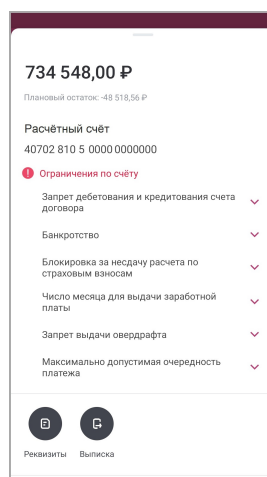 734 548,00 ₽
Плановый остаток: -48 518,56 ₽
Расчётный счёт
40702 810 5 0000 0000000
Ограничения по счёту
Запрет дебетования и кредитования счета
договора
Банкротство
Блокировка за несдачу расчета по
страховым взносам
Число месяца для выдачи заработной
платы
Запрет выдачи овердрафта
Максимально допустимая очередность
платежа
Реквизиты Выписка